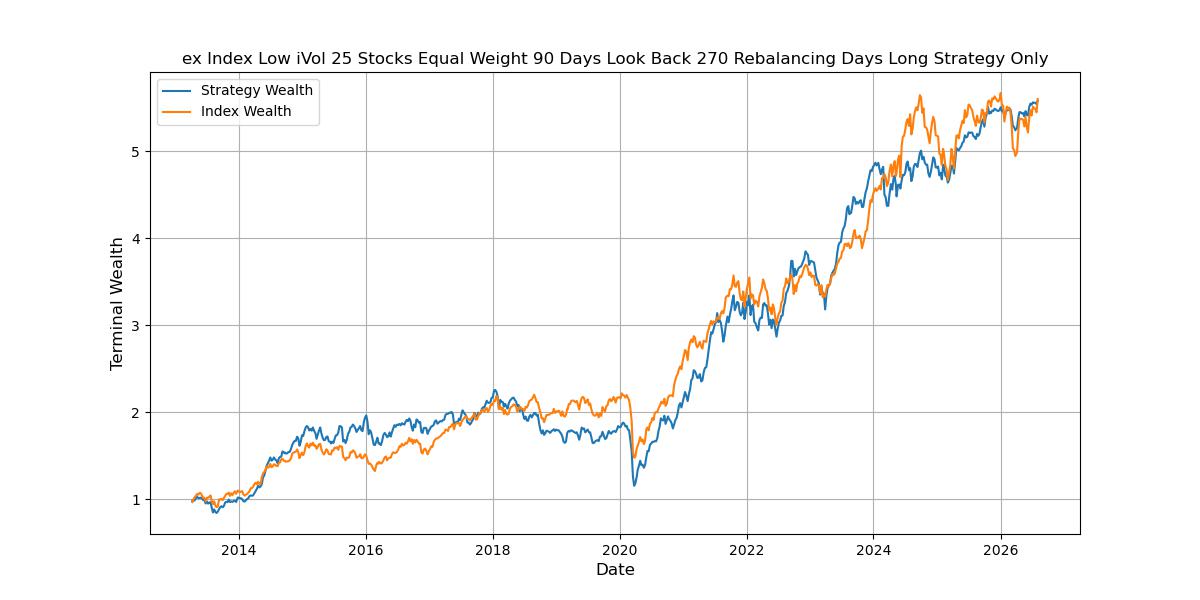 ex Index Low iVol 25 Stocks Equal Weight 90 Days Look Back 270 Rebalancing Days Long Strategy Only
Strategy Wealth
Index Wealth
Terminal Wealth
5
4
3
2
1
2014 2016 2018 2020 2022 2024 2026
Date